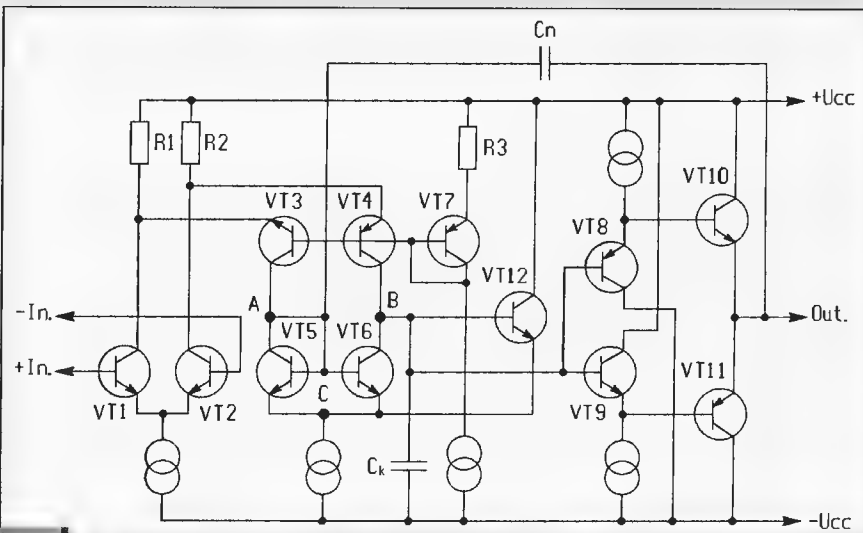 Cn
+Ucc
R1
R2
R3
VT3
VT4
VT7
VT10
VT8
VT12
A
B
-In.
Out.
VT5
VT6
+In.
VT11
C
VT1
VT2
VT9
Cк
-Ucc